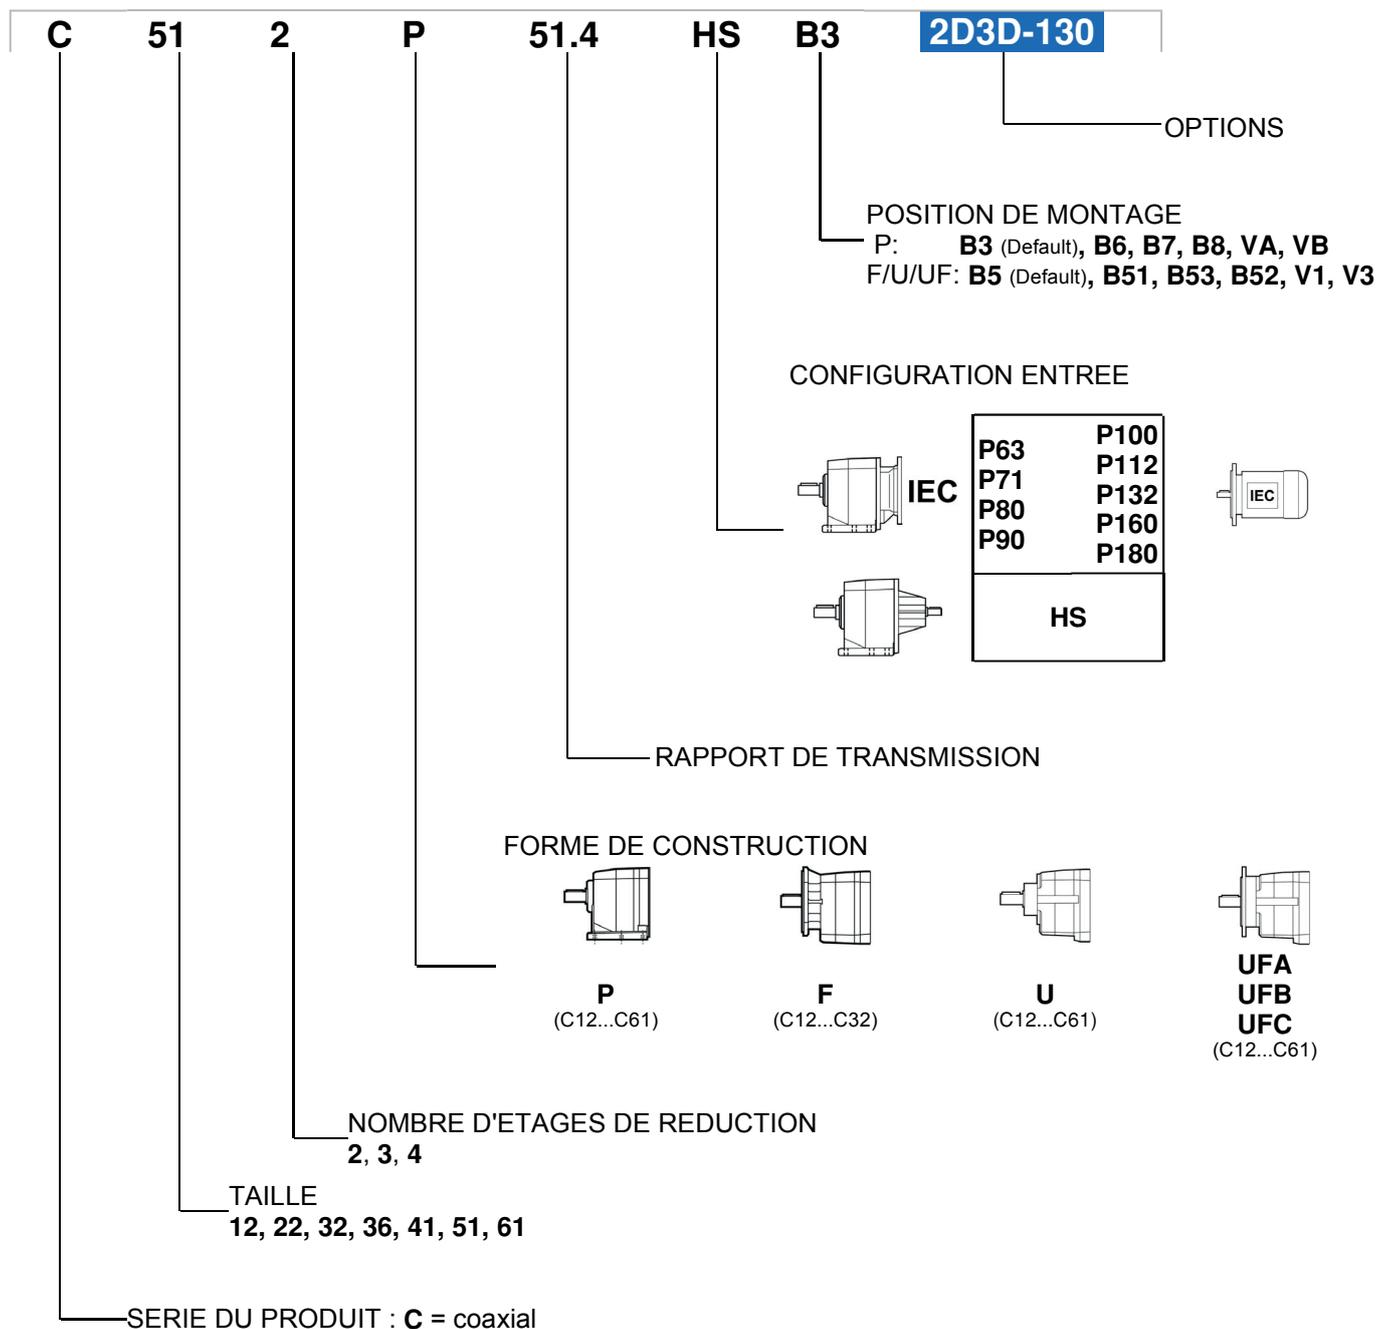 C 51 2 P 51.4 HS B3 2D3D-130
OPTIONS
POSITION DE MONTAGE
P: B3 (Default), B6, B7, B8, VA, VB
F/U/UF: B5 (Default), B51, B53, B52, V1, V3
CONFIGURATION ENTREE
IEC
P63
P71
P80
P90
P100
P112
P132
P160
P180
IEC
HS
RAPPORT DE TRANSMISSION
FORME DE CONSTRUCTION
P
(C12...C61)
F
(C12...C32)
U
(C12...C61)
UFA
UFB
UFC
(C12...C61)
NOMBRE D'ETAGES DE REDUCTION
2, 3, 4
TAILLE
12, 22, 32, 36, 41, 51, 61
SERIE DU PRODUIT : C = coaxial